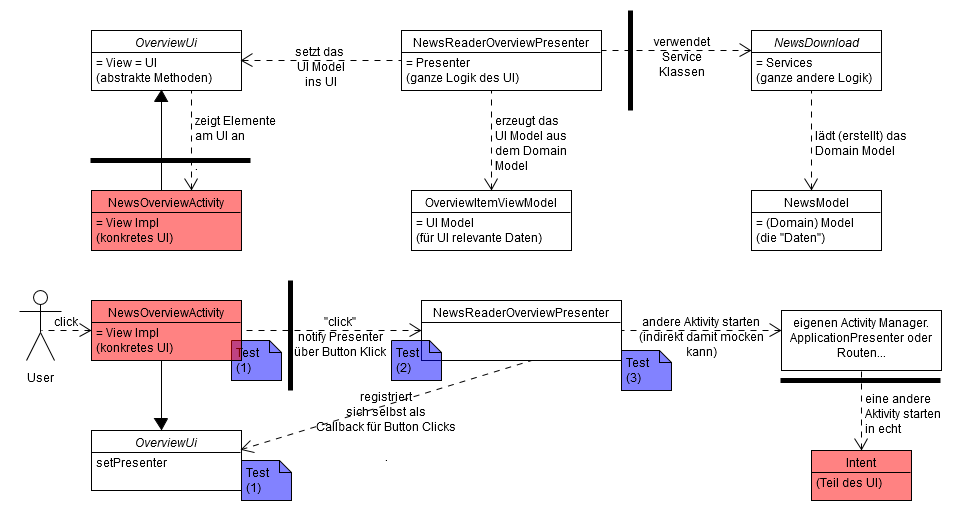 OverviewUi
= View = UI
(abstrakte Methoden)
setzt das
UI Model
ins UI
NewsReaderOverviewPresenter
= Presenter
(ganze Logik des UI)
verwendet
Service
Klassen
NewsDownload
= Services
(ganze andere Logik)
zeigt Elemente
am UI an
erzeugt das
UI Model aus
dem Domain
Model
lädt (erstellt) das
Domain Model
NewsOverviewActivity
= View Impl
(konkretes UI)
OverviewItemViewModel
= UI Model
(für UI relevante Daten)
NewsModel
= (Domain) Model
(die "Daten")
User
click
NewsOverviewActivity
= View Impl
(konkretes UI)
Test
(1)
"click"
notify Presenter
über Button Klick
NewsReaderOverviewPresenter
Test
(2)
Test
(3)
andere Aktivity starten
(indirekt damit mocken
kann)
eigenen Activity Manager.
ApplicationPresenter oder
Routen...
registriert
sich selbst als
Callback für Button Clicks
eine andere
Aktivity starten
in echt
OverviewUi
setPresenter
Test
(1)
Intent
(Teil des UI)